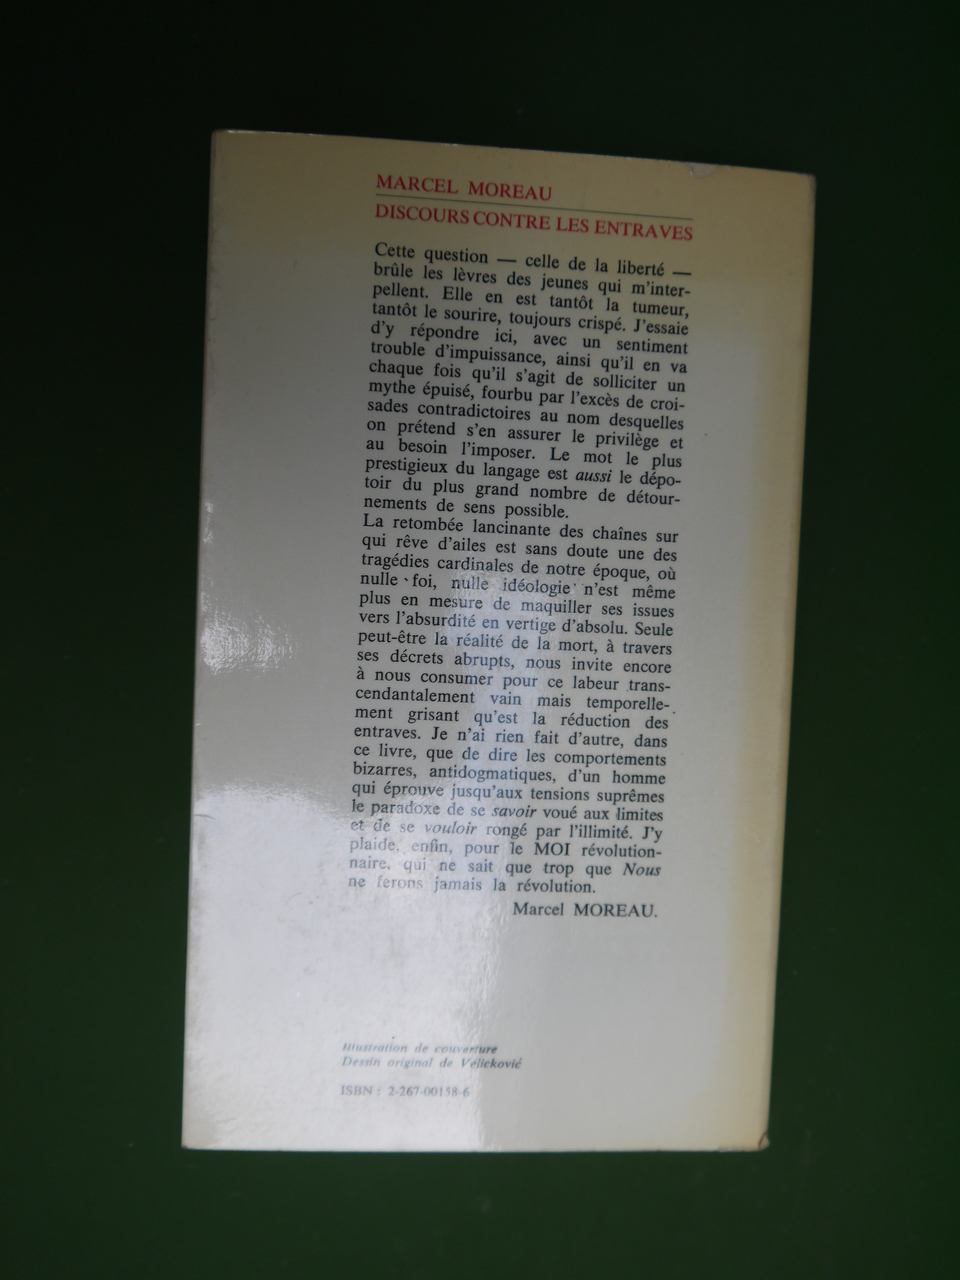 MARCEL MOREAU
DISCOURS CONTRE LES ENTRAVES
Cette question — celle de la liberté —
brûle les lèvres des jeunes qui m'inter-
pellent. Elle en est tantôt la tumeur,
tantôt le sourire, toujours crispé. J'essaie
d'y répondre ici, avec un sentiment
trouble d'impuissance, ainsi qu'il en va
chaque fois qu'il s'agit de solliciter un
mythe épuisé, fourbu par l'excès de croi-
sades contradictoires au nom desquelles
on prétend s'en assurer le privilège et
au besoin l'imposer. Le mot le plus
prestigieux du langage est aussi le dépo-
toir du plus grand nombre de détour-
nements de sens possible.
La retombée lancinante des chaînes sur
qui rêve d'ailes est sans doute une des
tragédies cardinales de notre époque, où
nulle foi, nulle idéologie n'est même
plus en mesure de maquiller ses issues
vers l'absurdité en vertige d'absolu. Seule
peut-être la réalité de la mort, à travers
ses décrets abrupts, nous invite encore
à nous consumer pour ce labeur trans-
cendantalement vain mais temporelle-
ment grisant qu'est la réduction des
entraves. Je n'ai rien fait d'autre, dans
ce livre, que de dire les comportements
bizarres, antidogmatiques, d'un homme
qui éprouve jusqu'aux tensions suprêmes
le paradoxe de se savoir voué aux limites
et de se vouloir rongé par l'illimité. J'y
plaide, enfin, pour le MOI révolution-
naire, qui ne sait que trop que Nous
ne ferons jamais la révolution.
Marcel MOREAU.
Illustration de couverture
Dessin original de Velickovié
ISBN : 2-267-00158-6